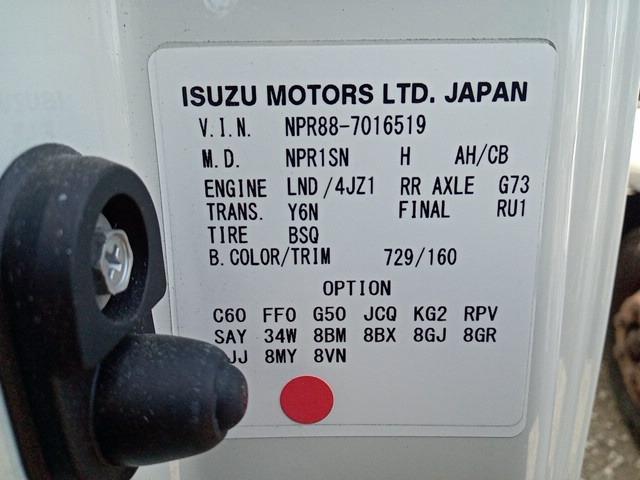 ISUZU MOTORS LTD. JAPAN
V.I.N. NPR88-7016519
M.D. NPR1SN H AH/CB
ENGINE LND/4JZ1 RR AXLE G73
TRANS. Y6N FINAL RU1
TIRE BSQ
B.COLOR/TRIM 729/160
OPTION
C60 FF0 G50 JCQ KG2 RPV
SAY 34W 8BM 8BX 8GJ 8GR
8MY 8VN